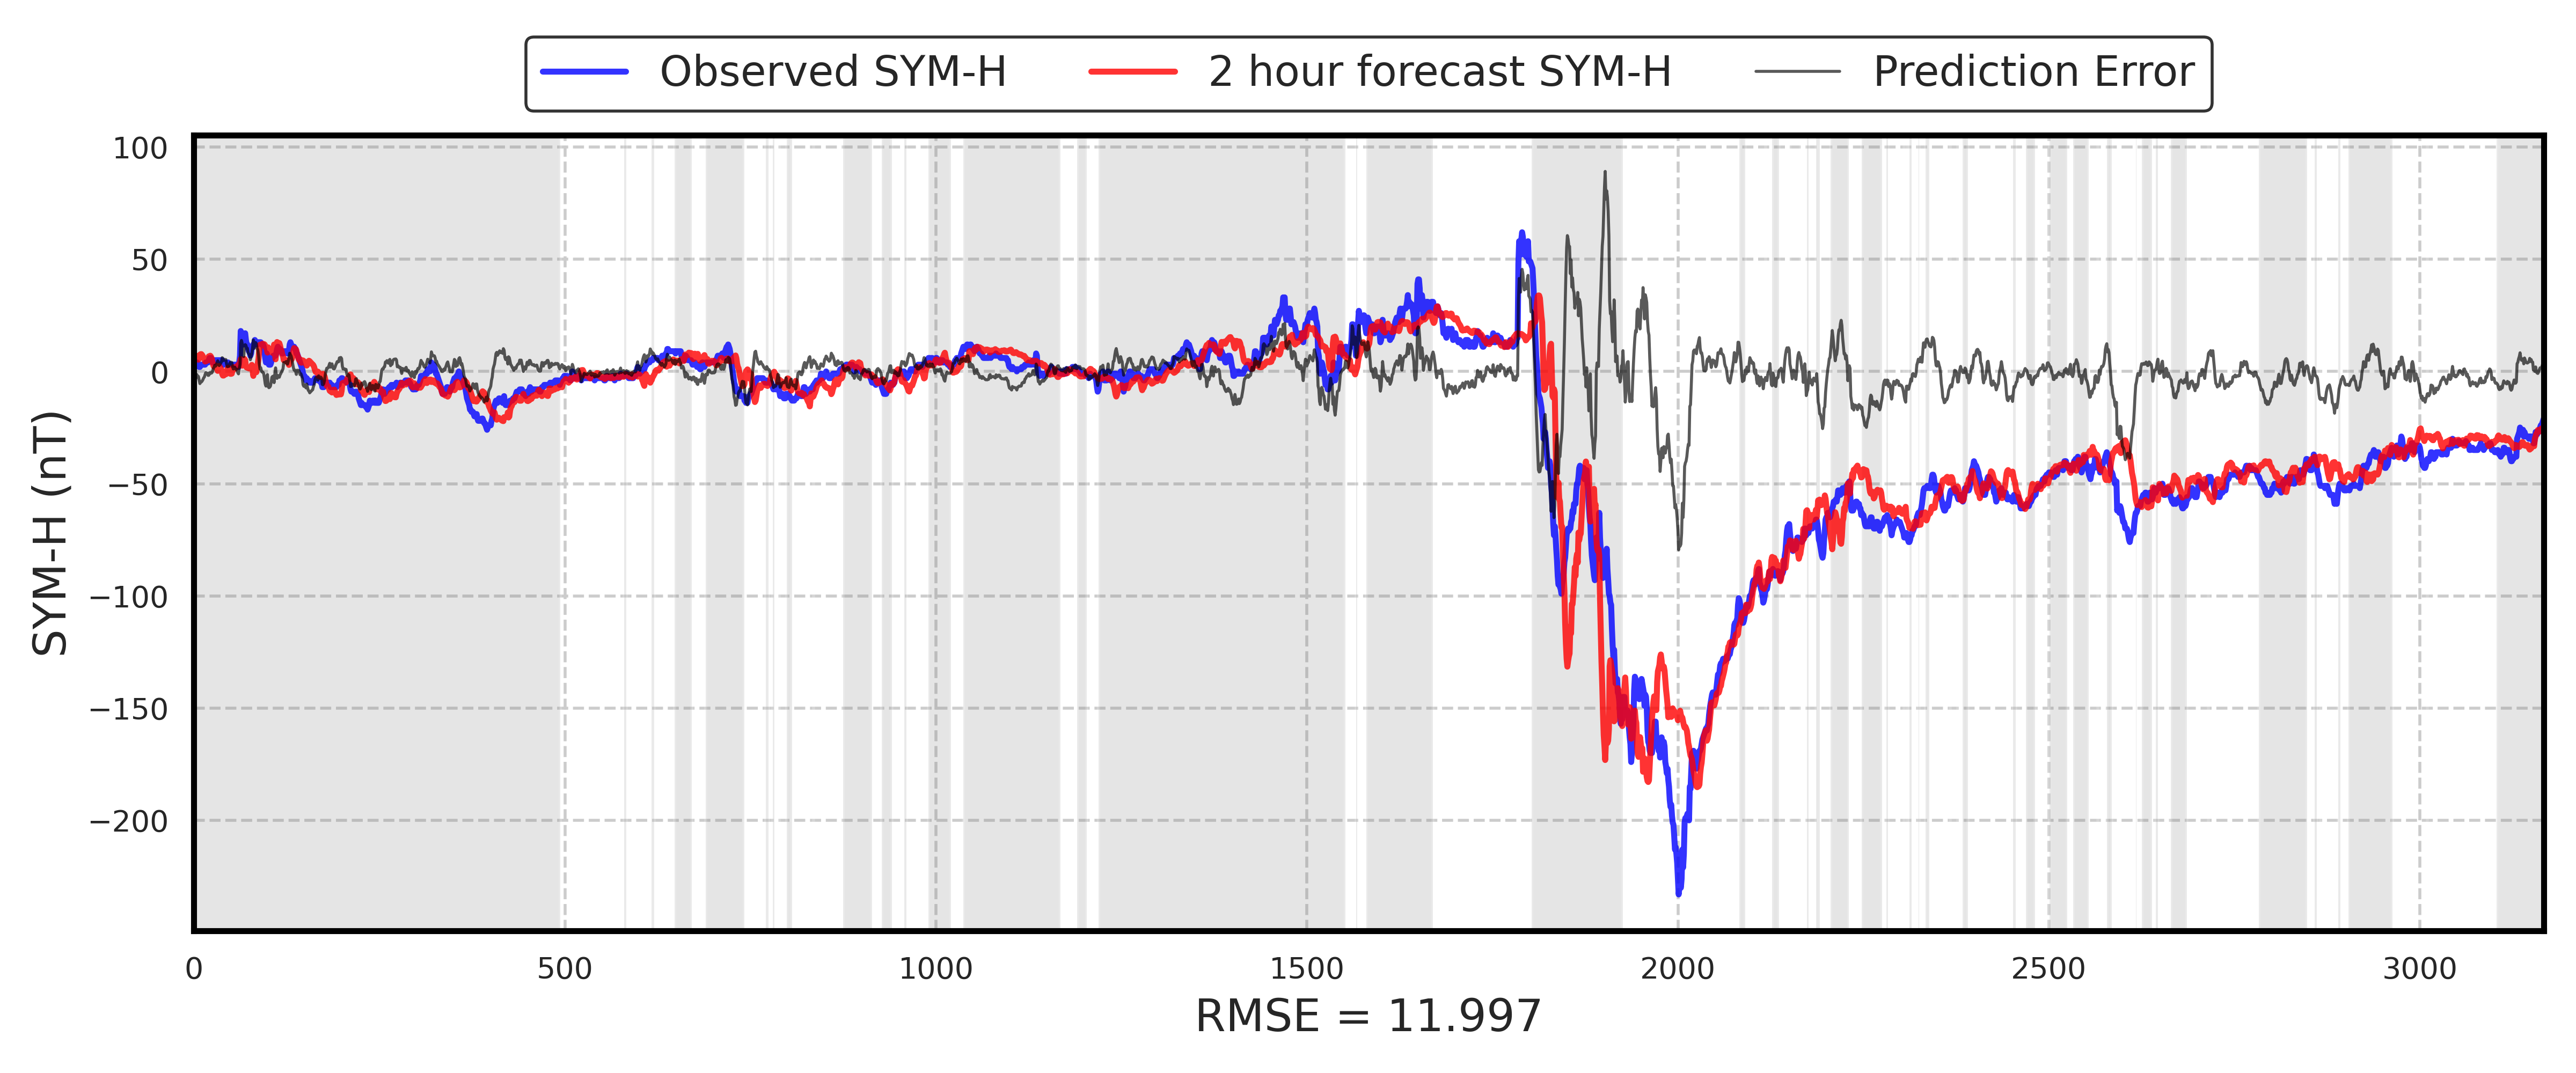 Observed SYM-H 2 hour forecast SYM-H Prediction Error
SYM-H (nT)
100
50
0
−50
−100
−150
−200
0 500 1000 1500 2000 2500 3000
RMSE = 11.997